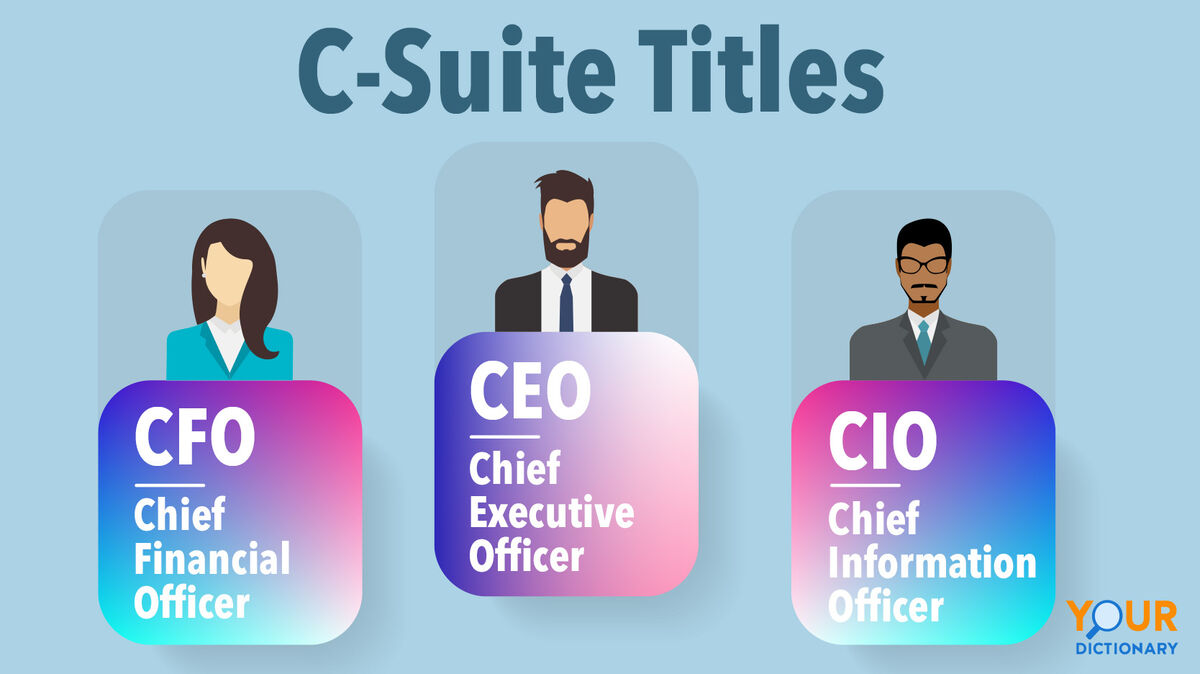 C-Suite Titles
CFO
Chief
Financial
Officer
CEO
Chief
Executive
Officer
CIO
Chief
Information
Officer
YOUR
DICTIONARY